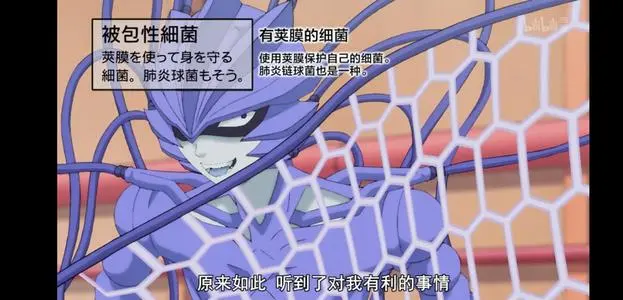 被包性細菌
莢膜を使って身を守る
細菌。肺炎球菌もそう。
有荚膜的细菌
使用荚膜保护自己的细菌。
肺炎链球菌也是一种。
bilibili
原来如此 听到了对我有利的事情